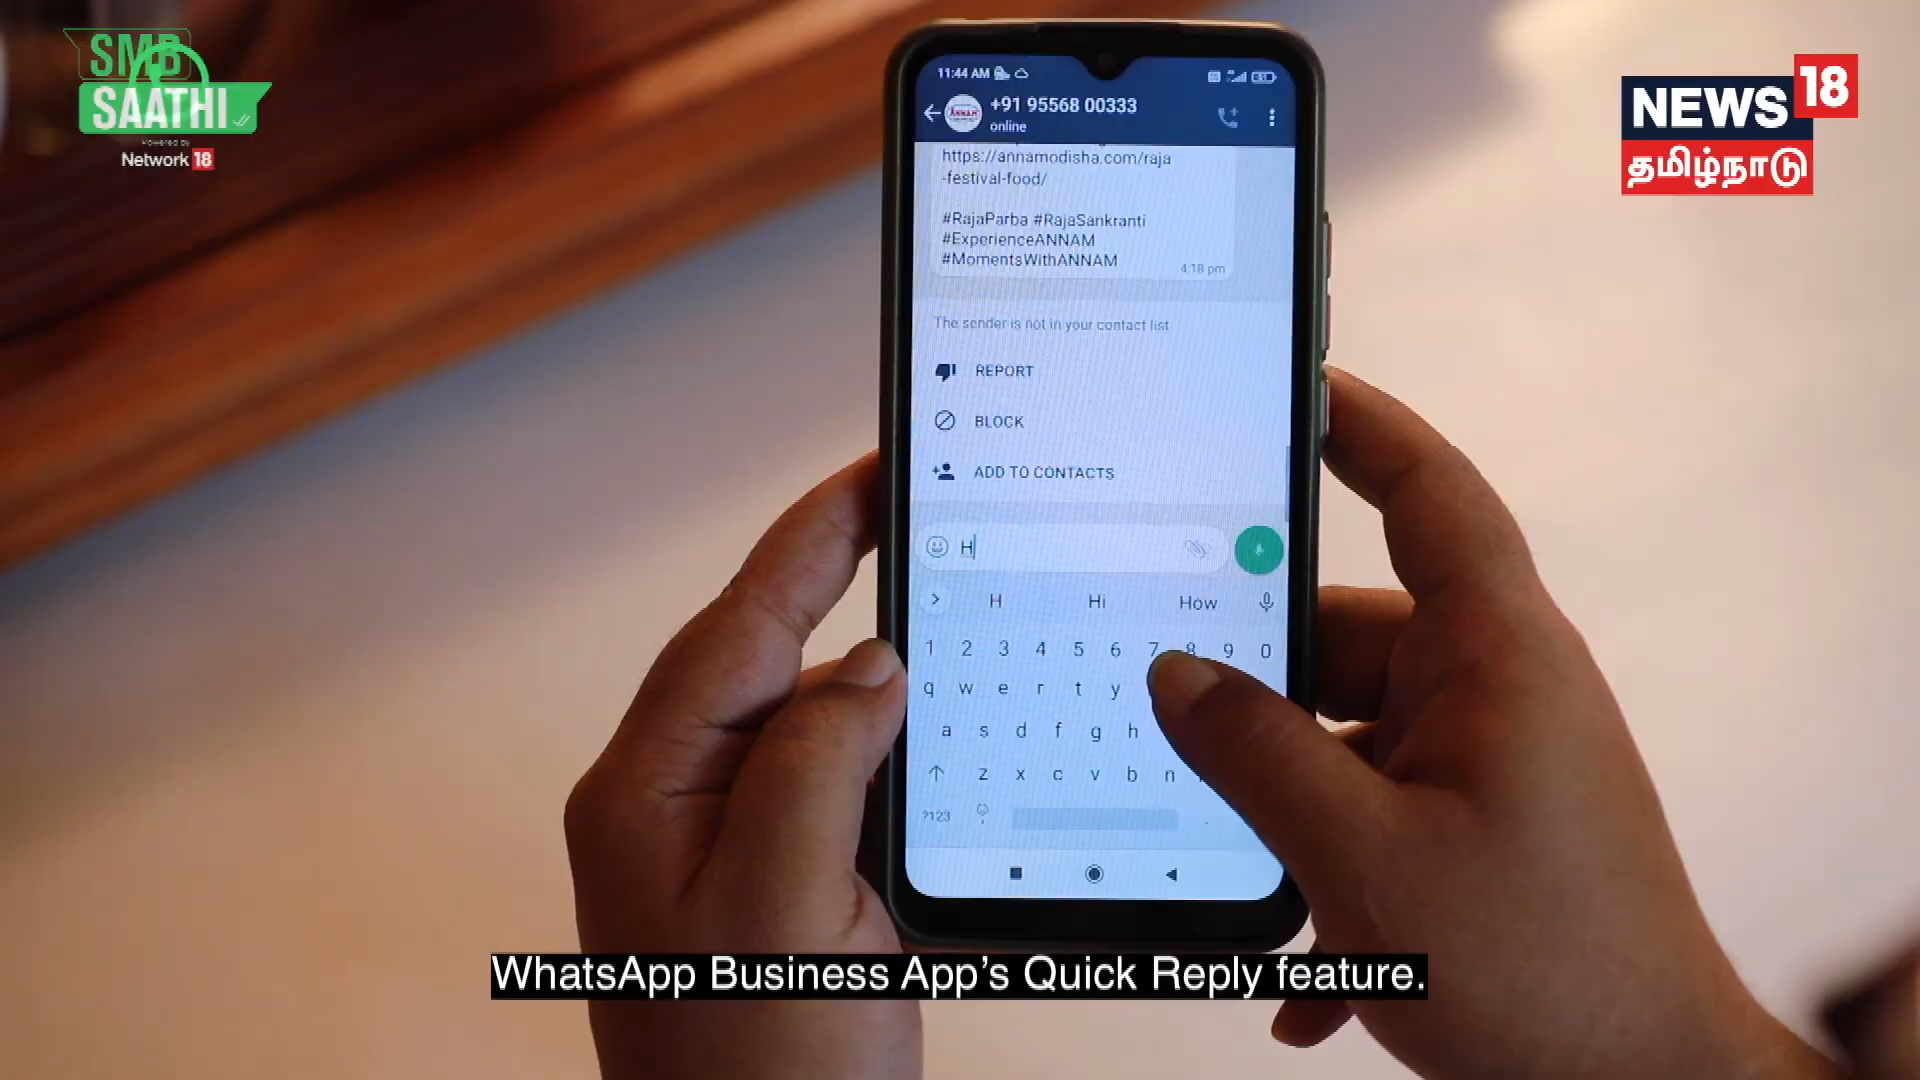 SMB
SAATHI
Powered by
Network 18
NEWS 18
தமிழ்நாடு
11:44 AM
+91 95568 00333
online
https://annamodisha.com/raja
-festival-food/
#RajaParba #RajaSankranti
#ExperienceANNAM
#MomentsWithANNAM
4:18 pm
The sender is not in your contact list
REPORT
BLOCK
ADD TO CONTACTS
H
H Hi How
1 2 3 4 5 6 7 8 9 0
q w e r t y
a s d f g h
z x c v b n
?123
WhatsApp Business App's Quick Reply feature.